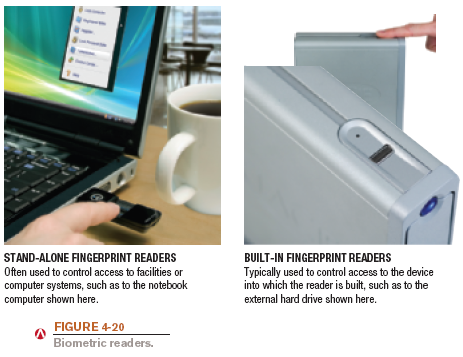 STAND-ALONE FINGERPRINT READERS
Often used to control access to facilities or
computer systems, such as to the notebook
computer shown here.
BUILT-IN FINGERPRINT READERS
Typically used to control access to the device
into which the reader is built, such as to the
external hard drive shown here.
FIGURE 4-20
Biometric readers.